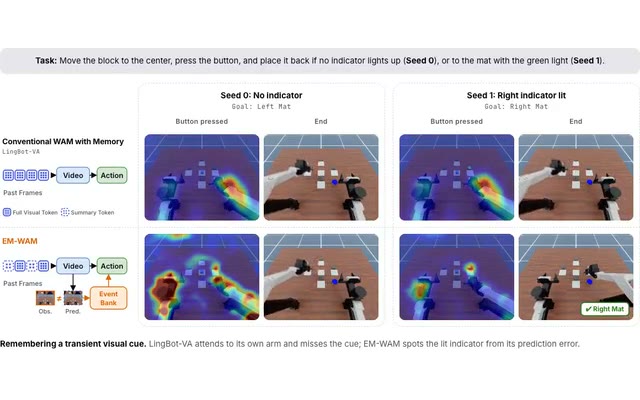 Task: Move the block to the center, press the button, and place it back if no indicator lights up (Seed 0), or to the mat with the green light (Seed 1).
Seed 0: No indicator
Goal: Left Mat
Button pressed
End
Seed 1: Right indicator lit
Goal: Right Mat
Button pressed
End
Conventional WAM with Memory
LingBot-VA
Video
Action
Past Frames
Full Visual Token
Summary Token
EM-WAM
Video
Action
Past Frames
Event
Bank
Obs.
≠
Pred.
✔ Right Mat
Remembering a transient visual cue. LingBot-VA attends to its own arm and misses the cue; EM-WAM spots the lit indicator from its prediction error.